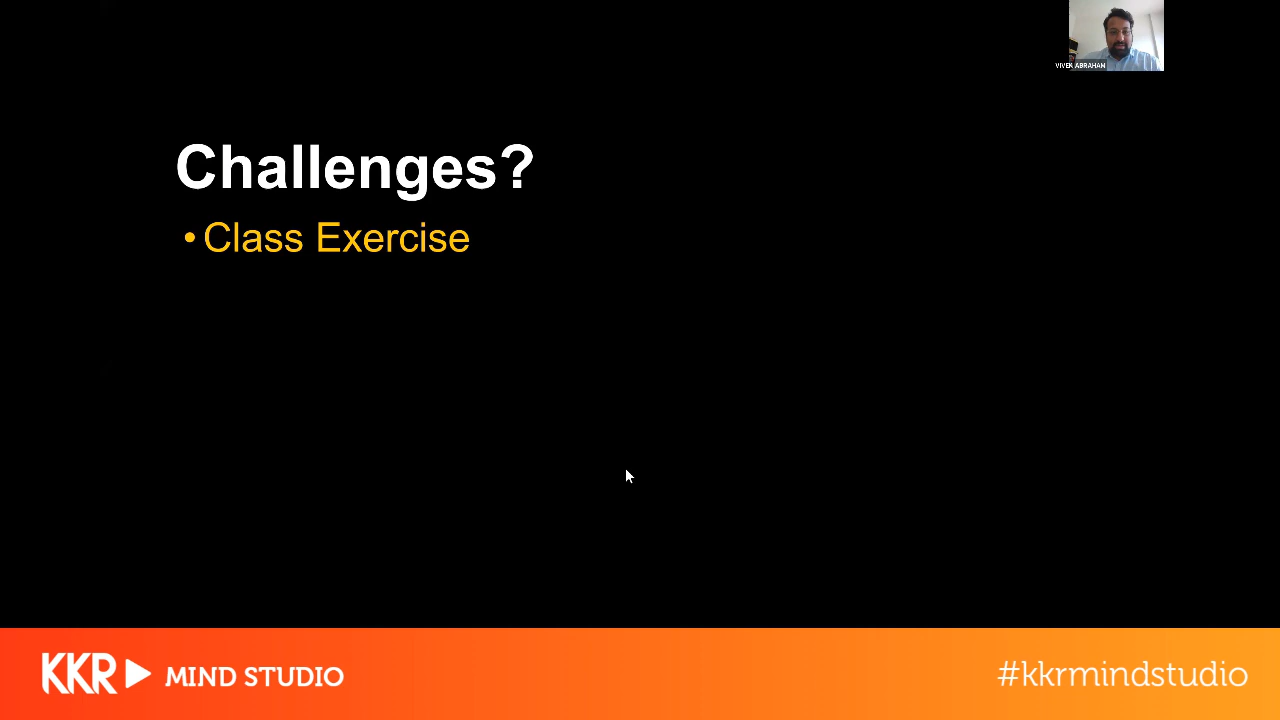 VIVEK ABRAHAM
Challenges?
• Class Exercise
KKR MIND STUDIO
#kkrmindstudio